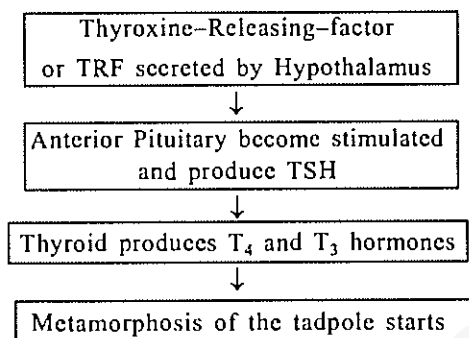 Thyroxine–Releasing–factor
or TRF secreted by Hypothalamus
↓
Anterior Pituitary become stimulated
and produce TSH
↓
Thyroid produces T₄ and T₃ hormones
↓
Metamorphosis of the tadpole starts